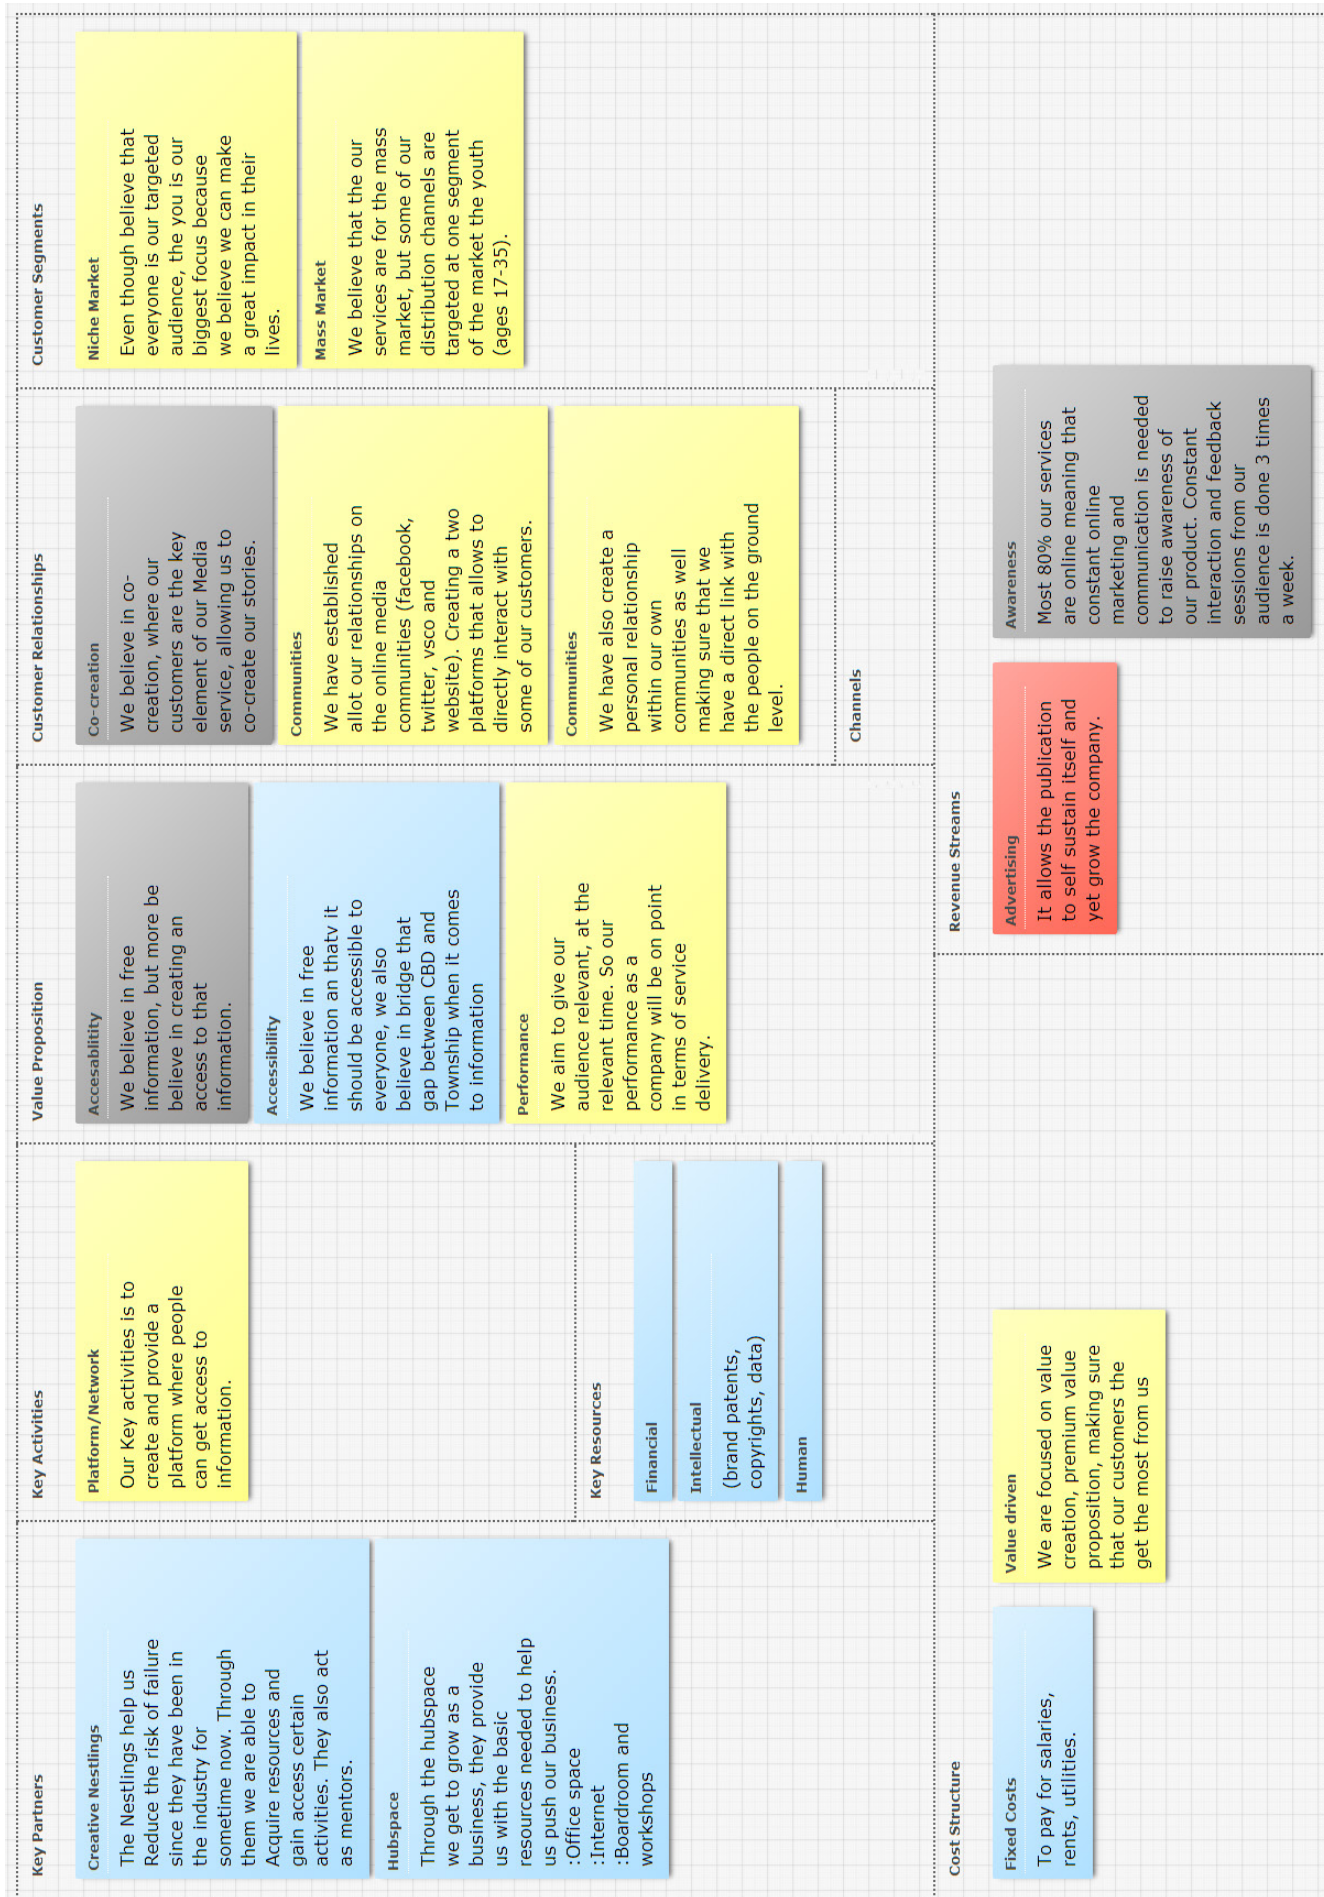 Key Partners
Creative Nestlings
The Nestlings help us
Reduce the risk of failure
since they have been in
the industry for
sometime now. Through
them we are able to
Acquire resources and
gain access certain
activities. They also act
as mentors.
Hubspace
Through the hubspace
we get to grow as a
business, they provide
us with the basic
resources needed to help
us push our business.
:Office space
:Internet
:Boardroom and
workshops
Key Activities
Platform/Network
Our Key activities is to
create and provide a
platform where people
can get access to
information.
Key Resources
Financial
Intellectual
(brand patents,
copyrights, data)
Human
Value Proposition
Accesablitity
We believe in free
information, but more be
believe in creating an
access to that
information.
Accessibility
We believe in free
information an thatv it
should be accessible to
everyone, we also
believe in bridge that
gap between CBD and
Township when it comes
to information
Performance
We aim to give our
audience relevant, at the
relevant time. So our
performance as a
company will be on point
in terms of service
delivery.
Customer Relationships
Co-creation
We believe in co-
creation, where our
customers are the key
element of our Media
service, allowing us to
co-create our stories.
Communities
We have established
allot our relationships on
the online media
communities (facebook,
twitter, vsco and
website). Creating a two
platforms that allows to
directly interact with
some of our customers.
Communities
We have also create a
personal relationship
within our own
communities as well
making sure that we
have a direct link with
the people on the ground
level.
Channels
Customer Segments
Niche Market
Even though believe that
everyone is our targeted
audience, the you is our
biggest focus because
we believe we can make
a great impact in their
lives.
Mass Market
We believe that the our
services are for the mass
market, but some of our
distribution channels are
targeted at one segment
of the market the youth
(ages 17-35).
Cost Structure
Fixed Costs
To pay for salaries,
rents, utilities.
Value driven
We are focused on value
creation, premium value
proposition, making sure
that our customers the
get the most from us
Revenue Streams
Advertising
It allows the publication
to self sustain itself and
yet grow the company.
Awareness
Most 80% our services
are online meaning that
constant online
marketing and
communication is needed
to raise awareness of
our product. Constant
interaction and feedback
sessions from our
audience is done 3 times
a week.